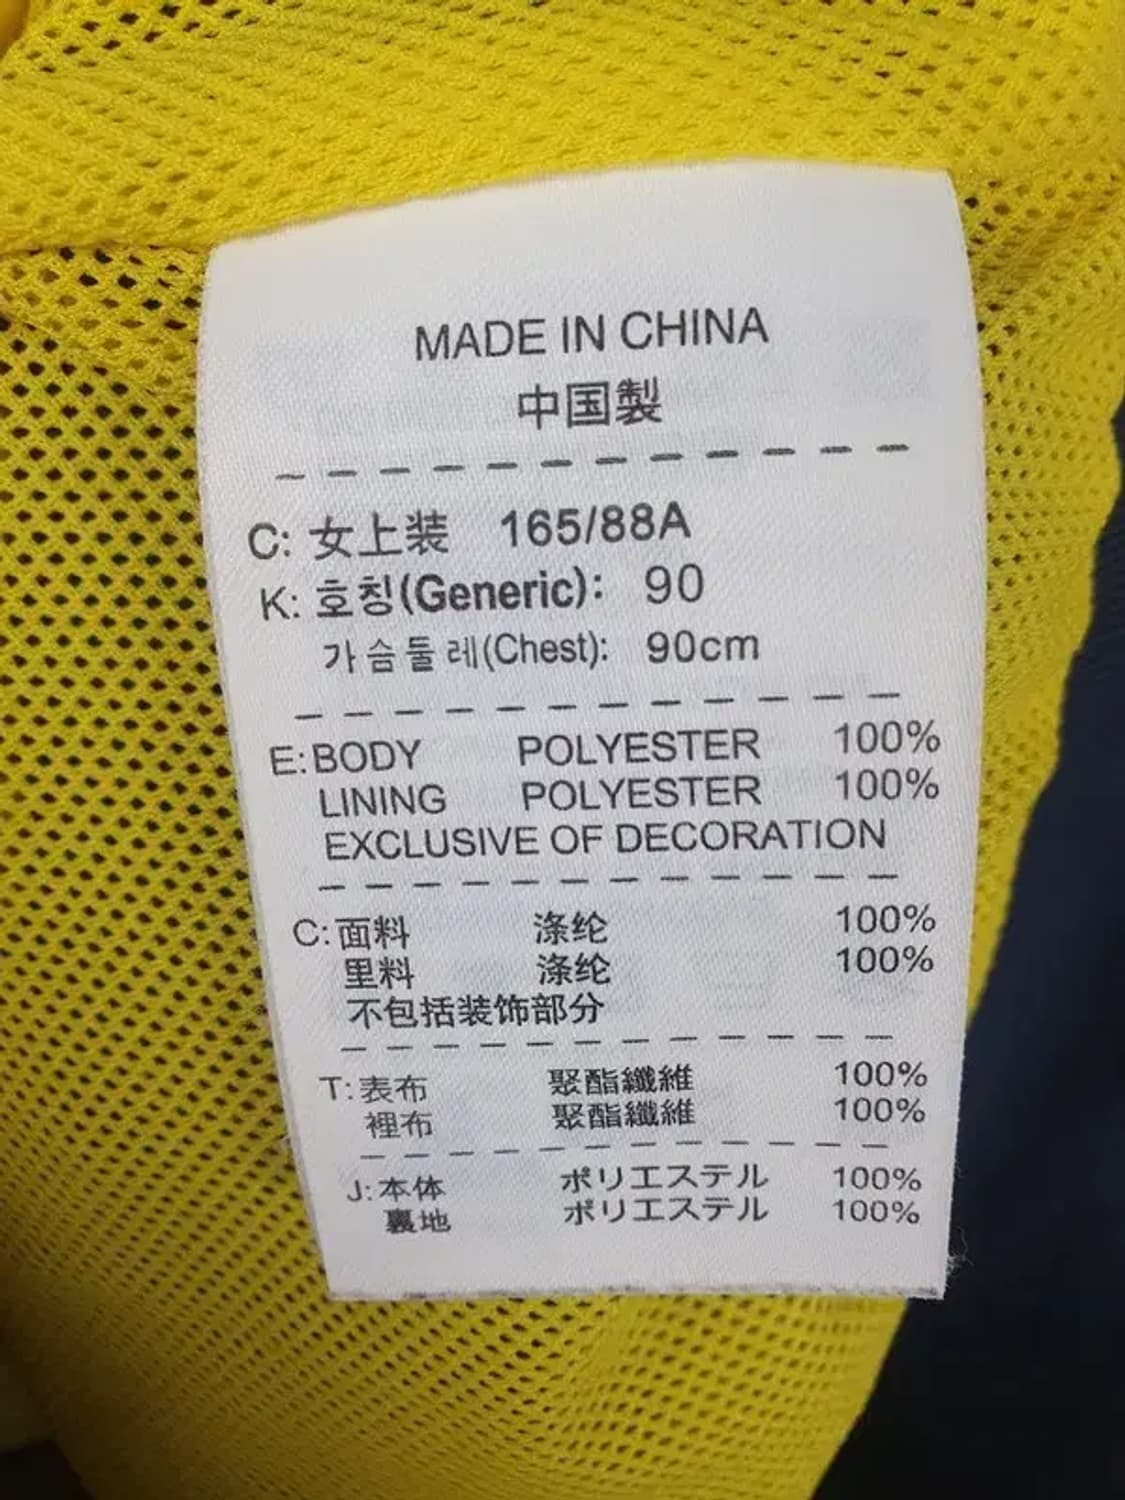 MADE IN CHINA
中国製
C: 女上装 165/88A
K: 호칭(Generic): 90
가슴둘레(Chest): 90cm
E: BODY POLYESTER 100%
LINING POLYESTER 100%
EXCLUSIVE OF DECORATION
C: 面料 涤纶 100%
里料 涤纶 100%
不包括装饰部分
T: 表布 聚酯纖維 100%
裡布 聚酯纖維 100%
J: 本体 ポリエステル 100%
裏地 ポリエステル 100%